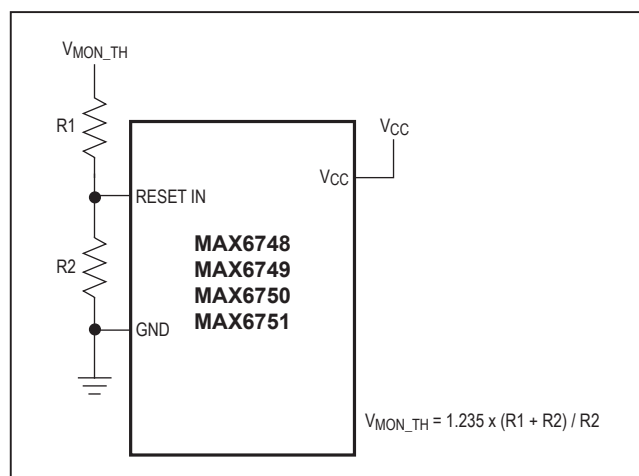 VMON_TH
R1
VCC
VCC
RESET IN
MAX6748
MAX6749
MAX6750
MAX6751
R2
GND
VMON_TH = 1.235 x (R1 + R2) / R2